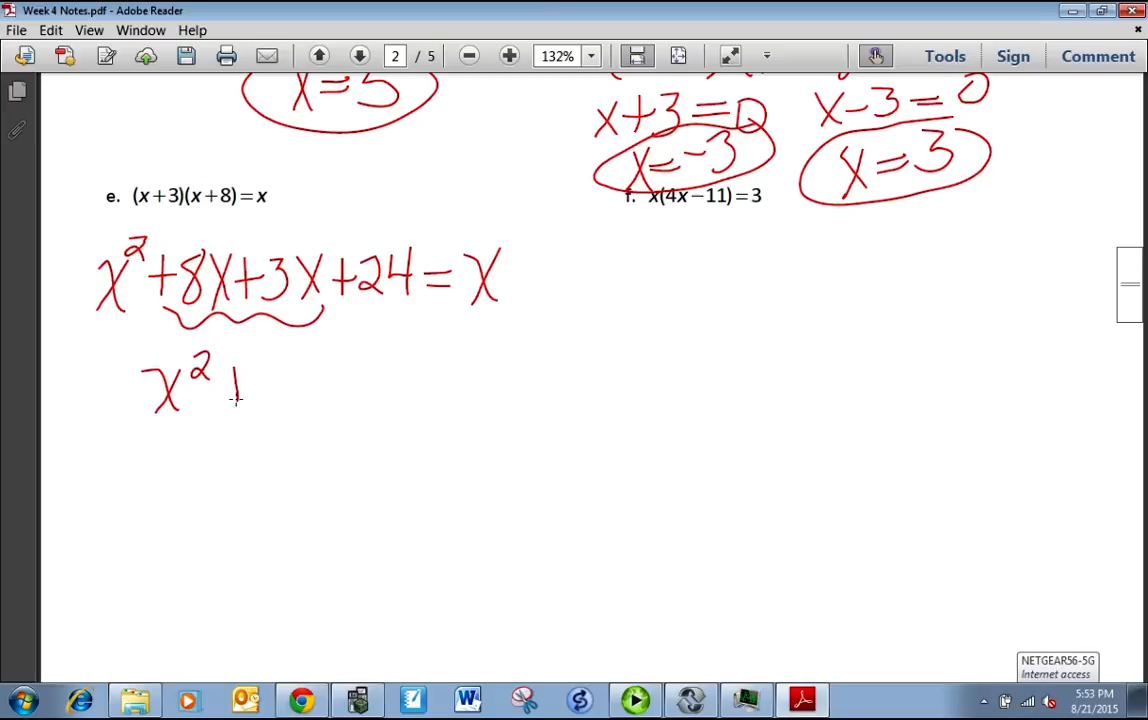 Week 4 Notes.pdf - Adobe Reader
File Edit View Window Help
2 / 5 132% Tools Sign Comment
x=5
x+3=0
x-3=0
x=-3
x=3
e. (x+3)(x+8)=x
f. x(4x-11)=3
x²+8x+3x+24=x
x²
NETGEAR56-5G
Internet access
5:53 PM
8/21/2015